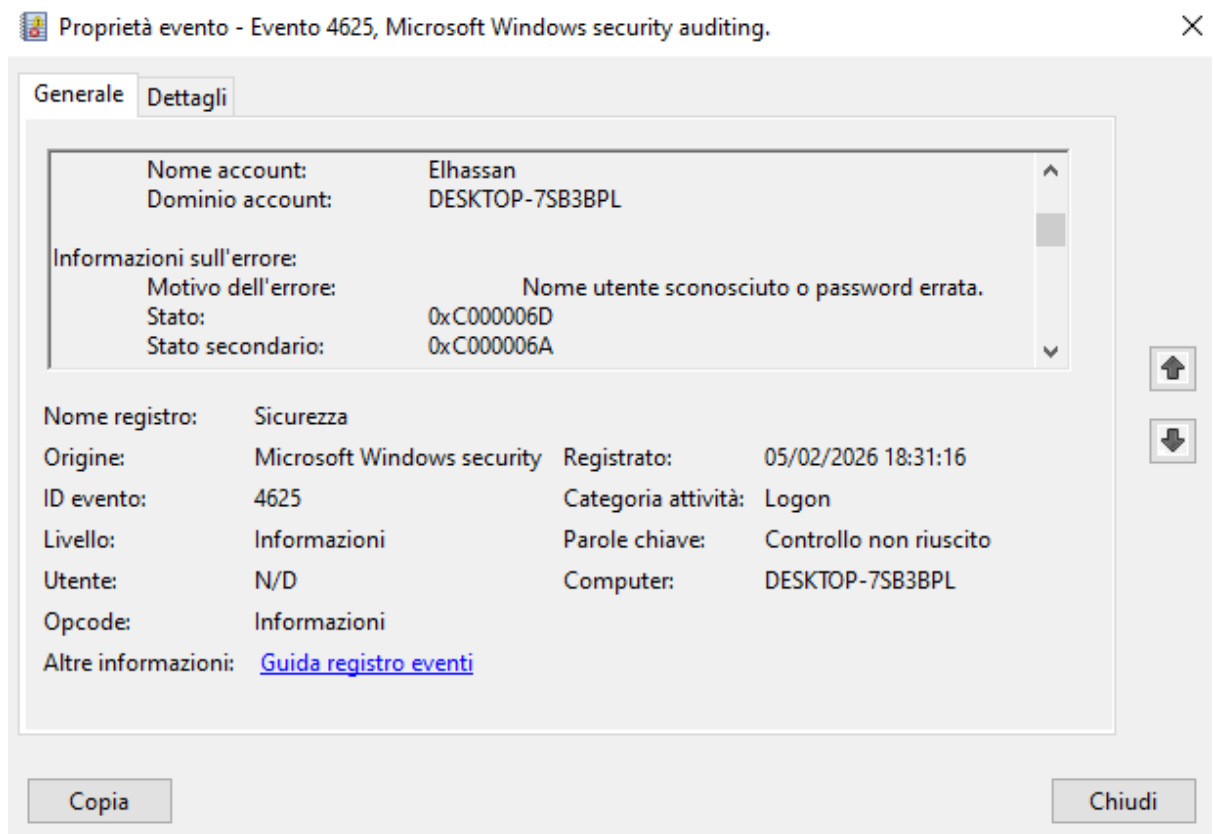 Proprietà evento - Evento 4625, Microsoft Windows security auditing.
Generale Dettagli
Nome account: Elhassan
Dominio account: DESKTOP-7SB3BPL
Informazioni sull'errore:
Motivo dell'errore: Nome utente sconosciuto o password errata.
Stato: 0xC000006D
Stato secondario: 0xC000006A
Nome registro: Sicurezza
Origine: Microsoft Windows security Registrato: 05/02/2026 18:31:16
ID evento: 4625 Categoria attività: Logon
Livello: Informazioni Parole chiave: Controllo non riuscito
Utente: N/D Computer: DESKTOP-7SB3BPL
Opcode: Informazioni
Altre informazioni: Guida registro eventi
Copia Chiudi